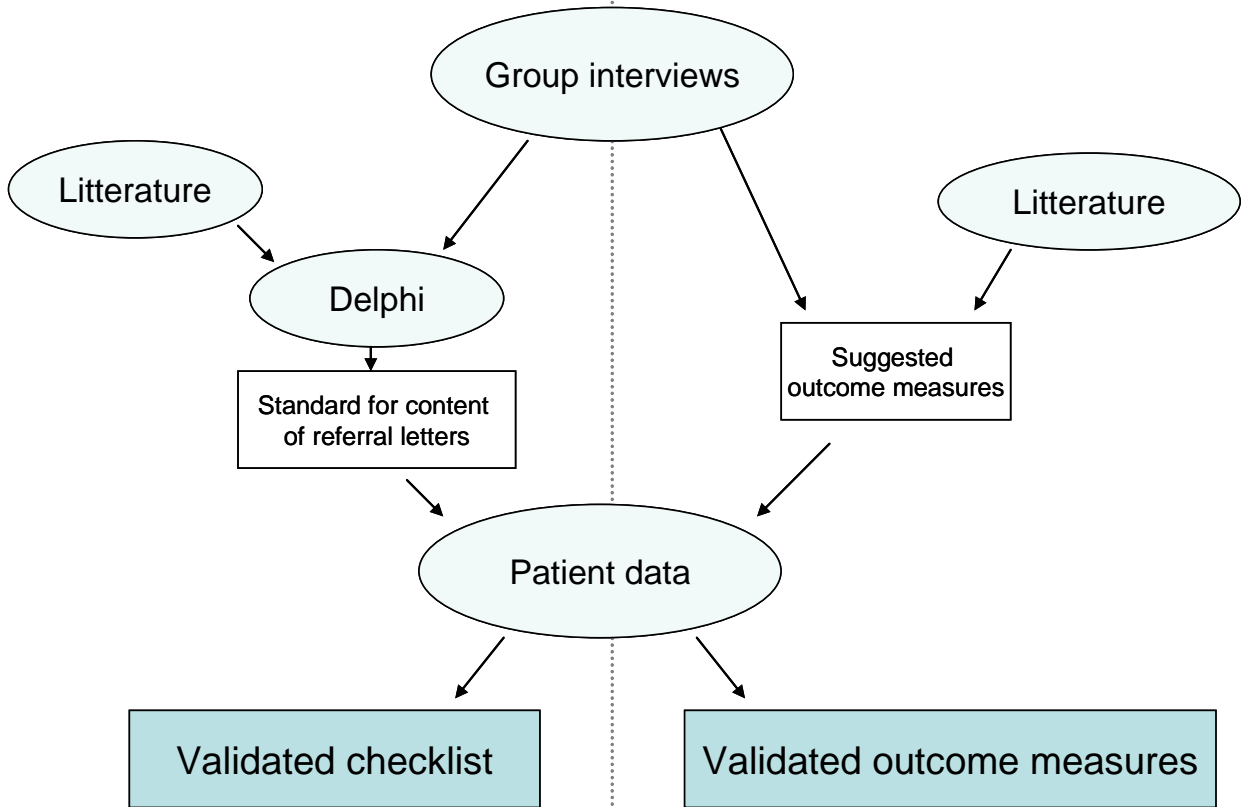 Group interviews
Litterature
Litterature
Delphi
Suggested
outcome measures
Standard for content
of referral letters
Patient data
Validated checklist
Validated outcome measures